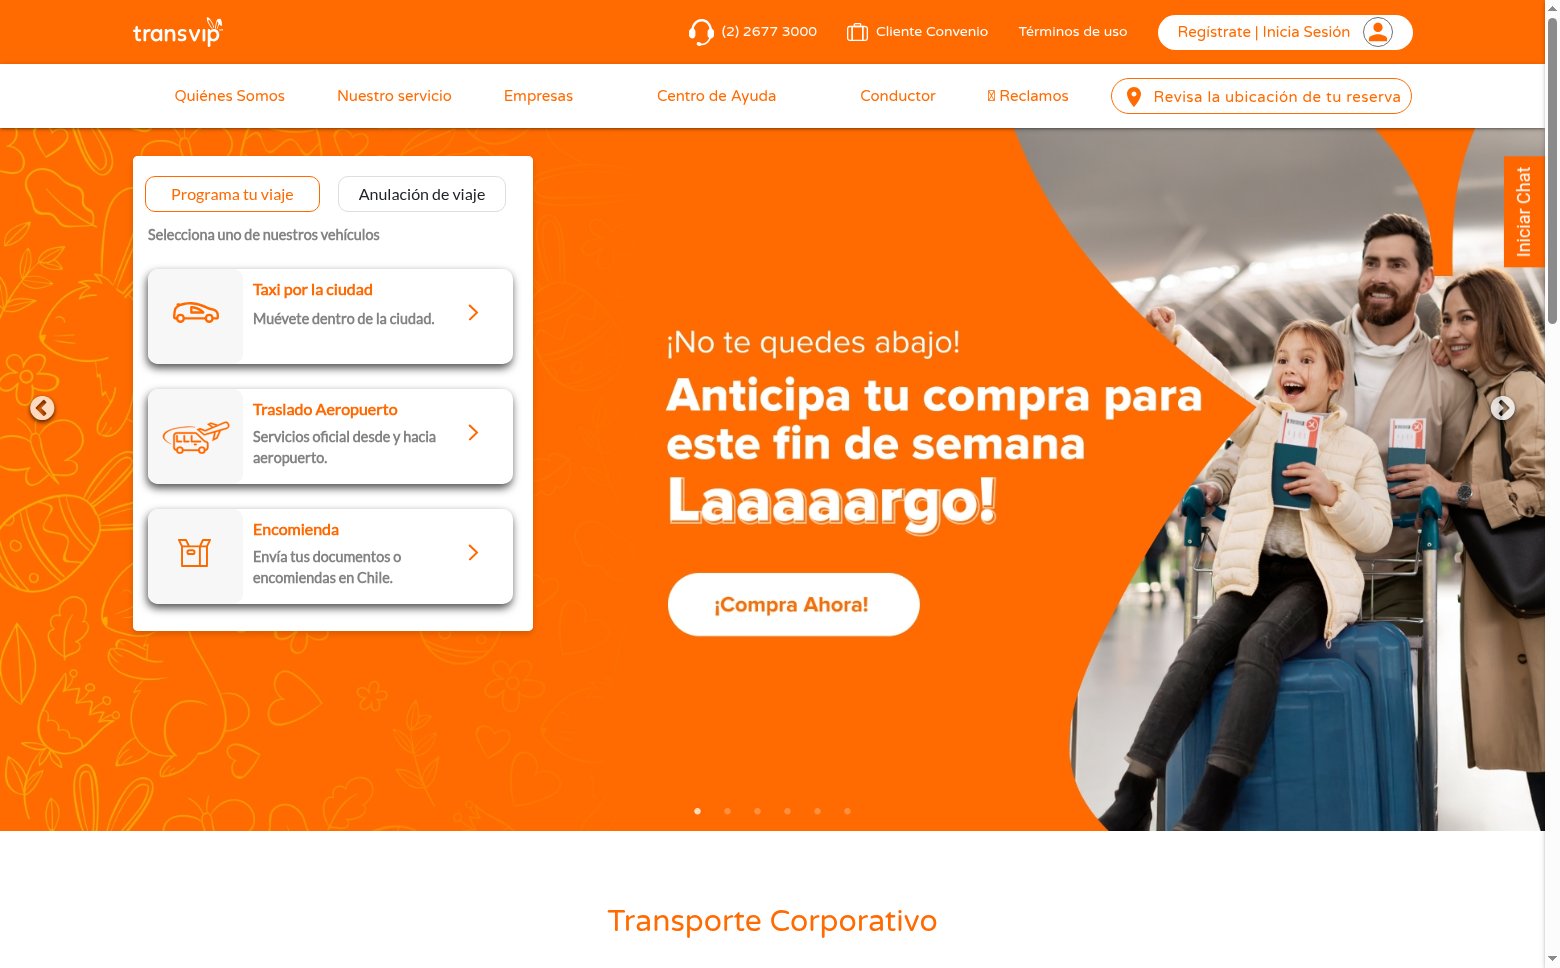 transvip
(2) 2677 3000
Cliente Convenio
Términos de uso
Regístrate | Inicia Sesión
Quiénes Somos
Nuestro servicio
Empresas
Centro de Ayuda
Conductor
Reclamos
Revisa la ubicación de tu reserva
Programa tu viaje
Anulación de viaje
Selecciona uno de nuestros vehículos
Taxi por la ciudad
Muévete dentro de la ciudad.
Traslado Aeropuerto
Servicios oficial desde y hacia
aeropuerto.
Encomienda
Envía tus documentos o
encomiendas en Chile.
¡No te quedes abajo!
Anticipa tu compra para
este fin de semana
Laaaaargo!
¡Compra Ahora!
Iniciar Chat
Transporte Corporativo